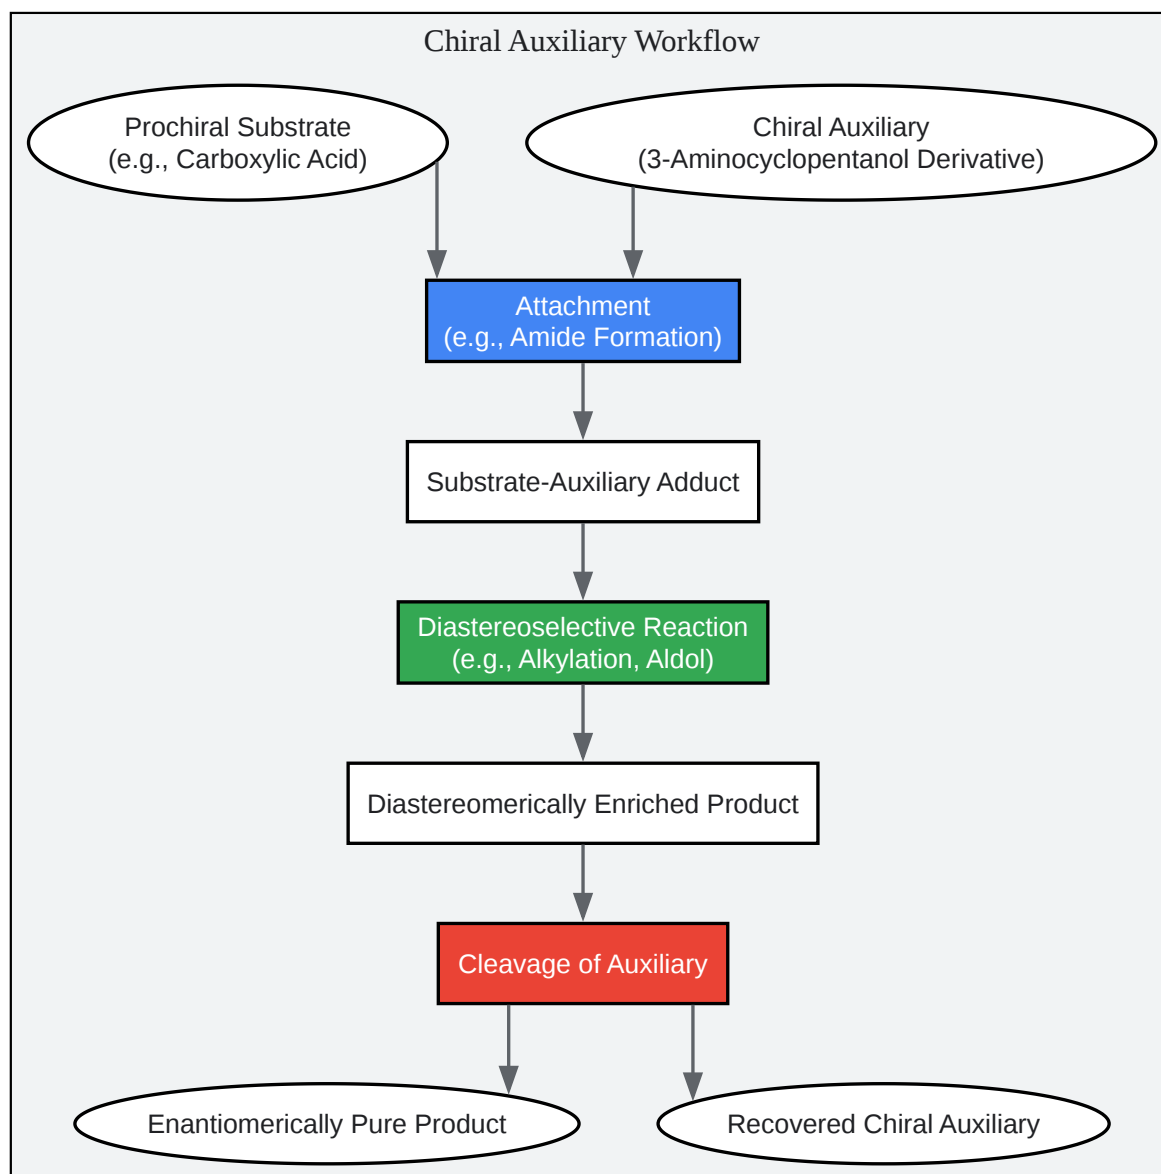 Chiral Auxiliary Workflow
Prochiral Substrate
(e.g., Carboxylic Acid)
Chiral Auxiliary
(3-Aminocyclopentanol Derivative)
Attachment
(e.g., Amide Formation)
Substrate-Auxiliary Adduct
Diastereoselective Reaction
(e.g., Alkylation, Aldol)
Diastereomerically Enriched Product
Cleavage of Auxiliary
Enantiomerically Pure Product
Recovered Chiral Auxiliary